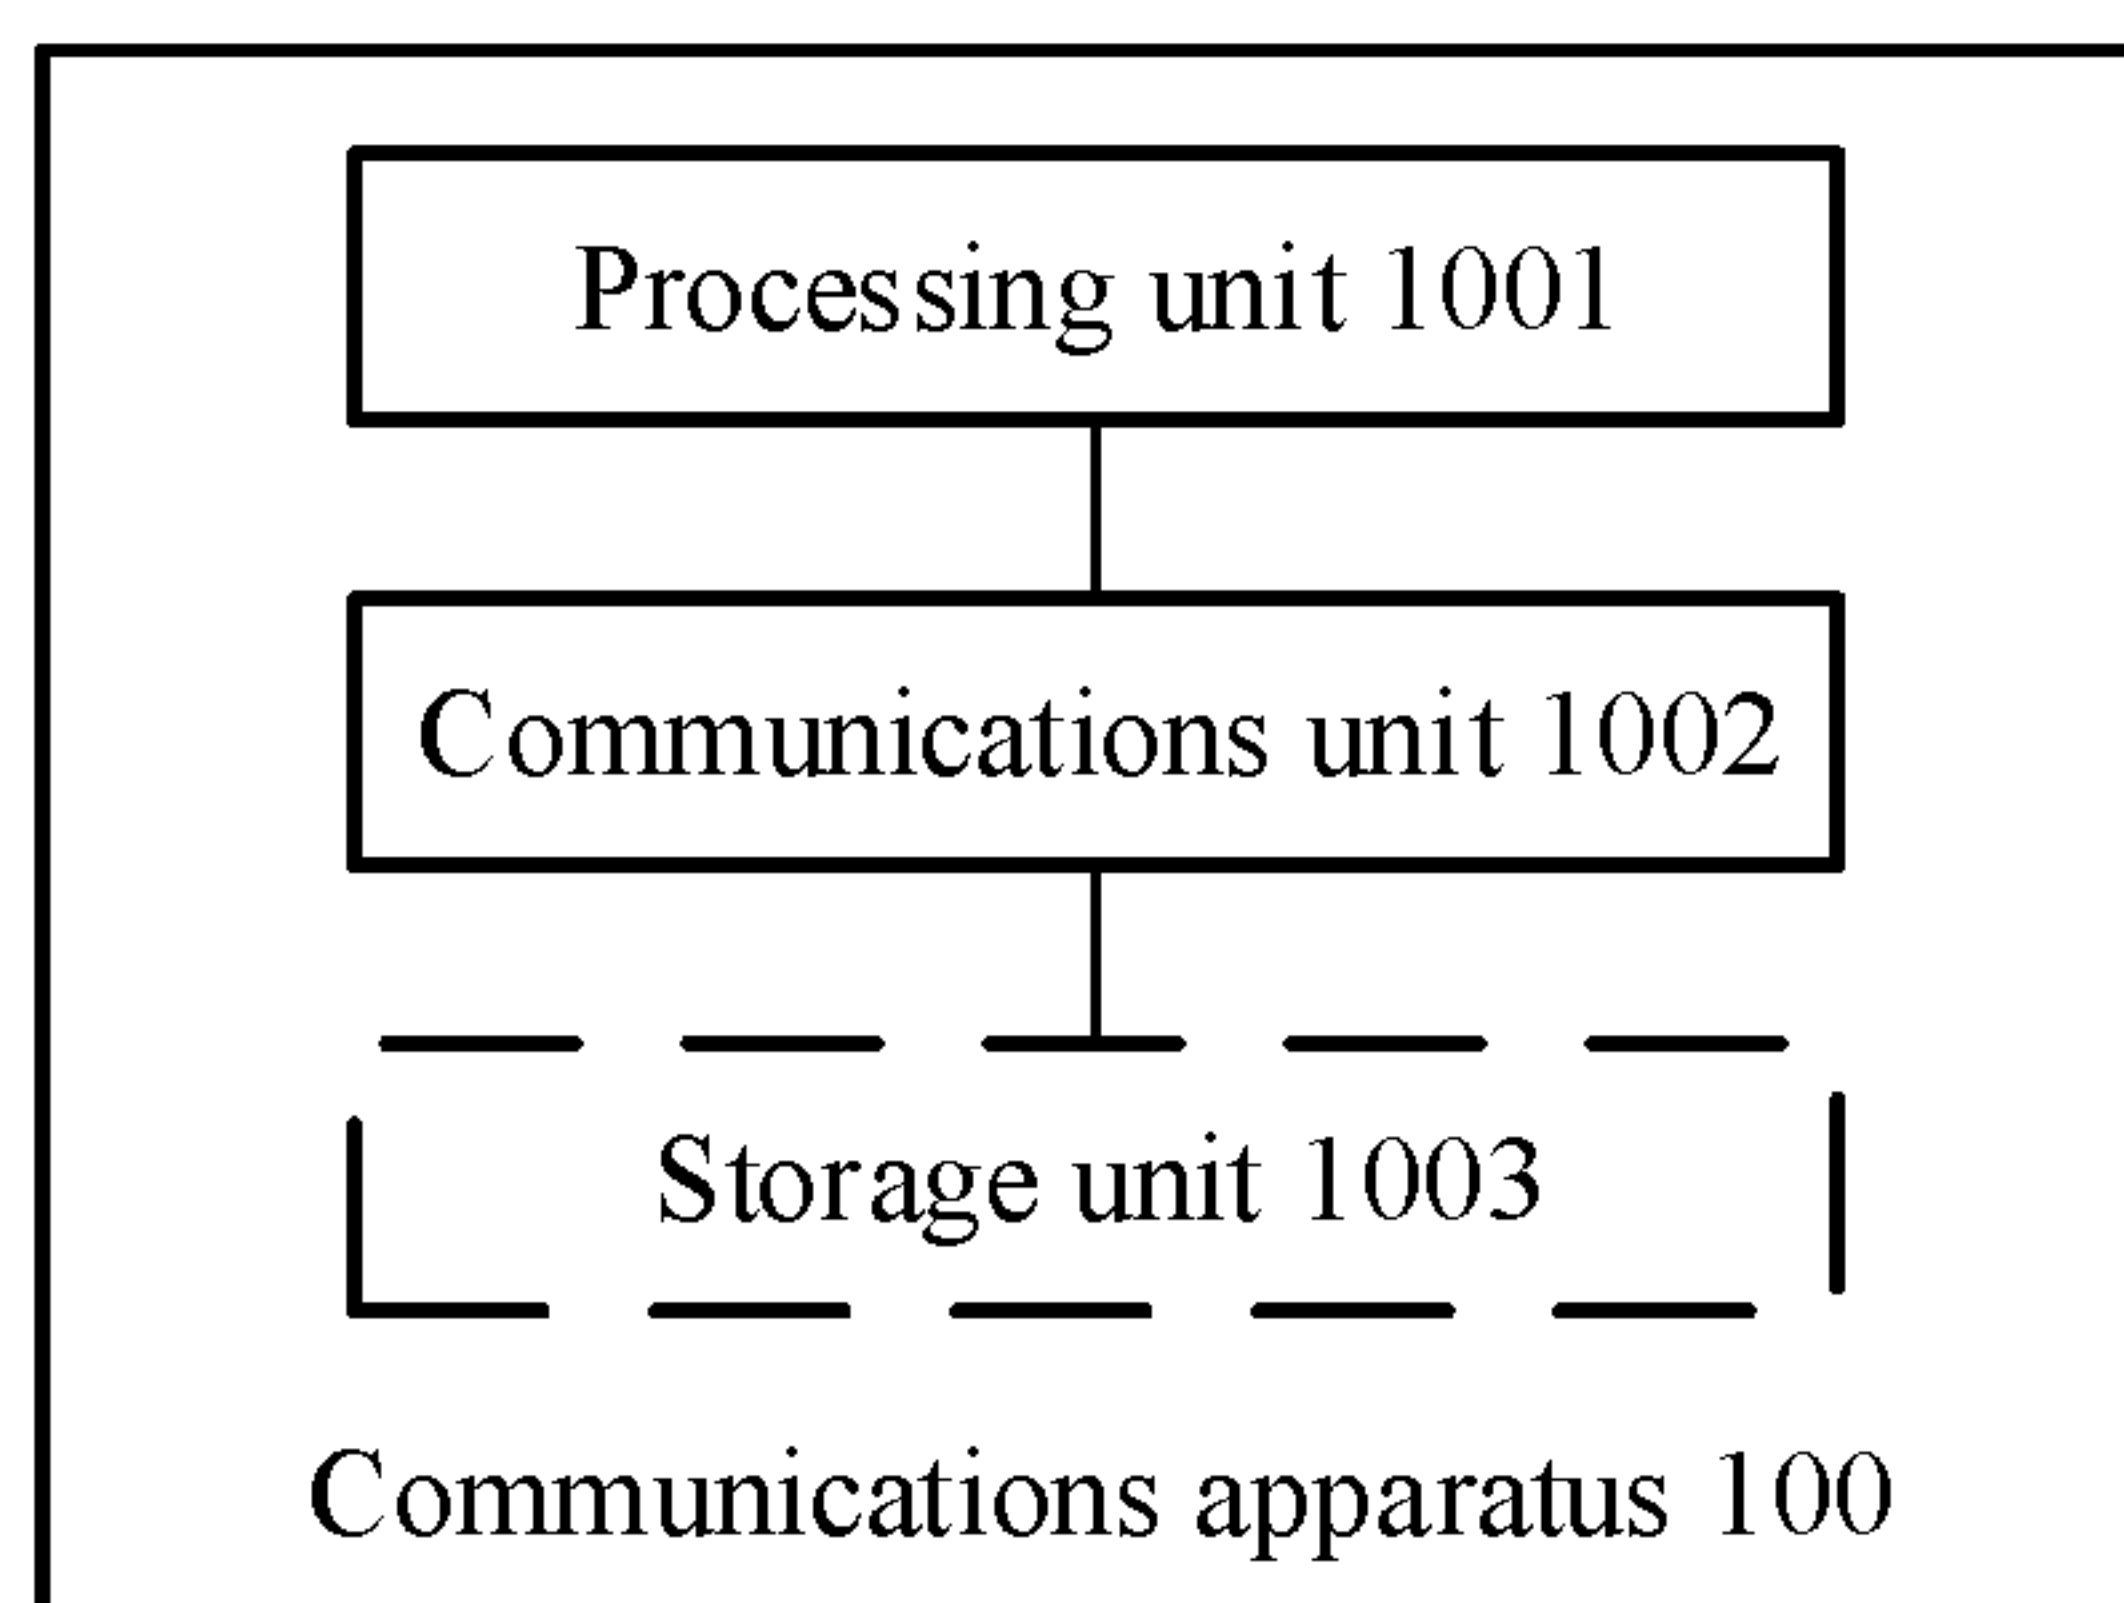 Processing unit 1001
Communications unit 1002
Storage unit 1003
Communications apparatus 100